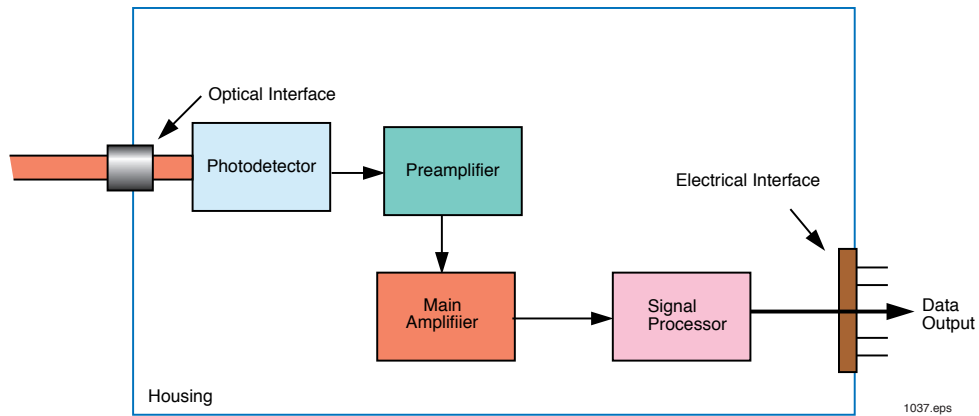 Optical Interface
Photodetector
Preamplifier
Electrical Interface
Main
Amplifiier
Signal
Processor
Data
Output
Housing
1037.eps